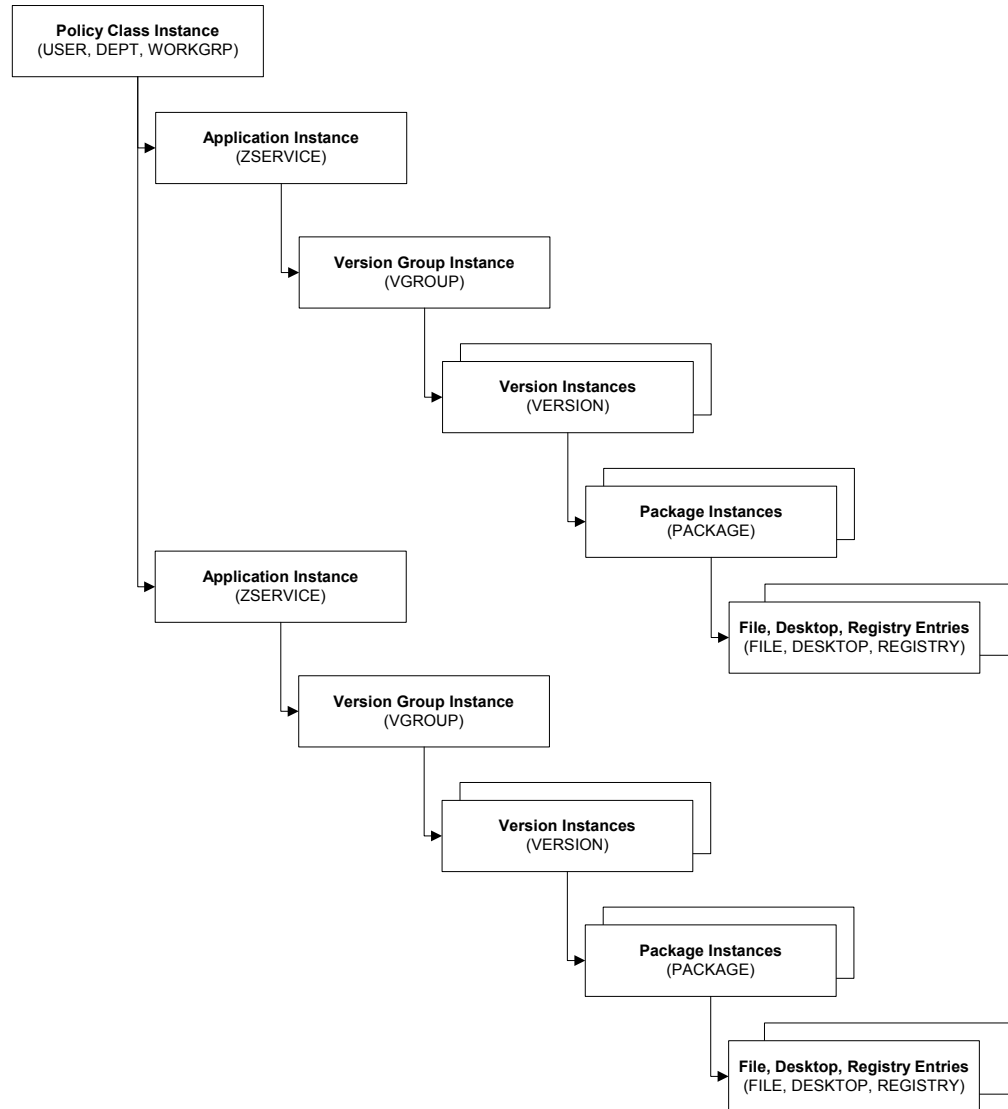 Policy Class Instance
(USER, DEPT, WORKGRP)
Application Instance
(ZSERVICE)
Version Group Instance
(VGROUP)
Version Instances
(VERSION)
Package Instances
(PACKAGE)
File, Desktop, Registry Entries
(FILE, DESKTOP, REGISTRY)
Application Instance
(ZSERVICE)
Version Group Instance
(VGROUP)
Version Instances
(VERSION)
Package Instances
(PACKAGE)
File, Desktop, Registry Entries
(FILE, DESKTOP, REGISTRY)